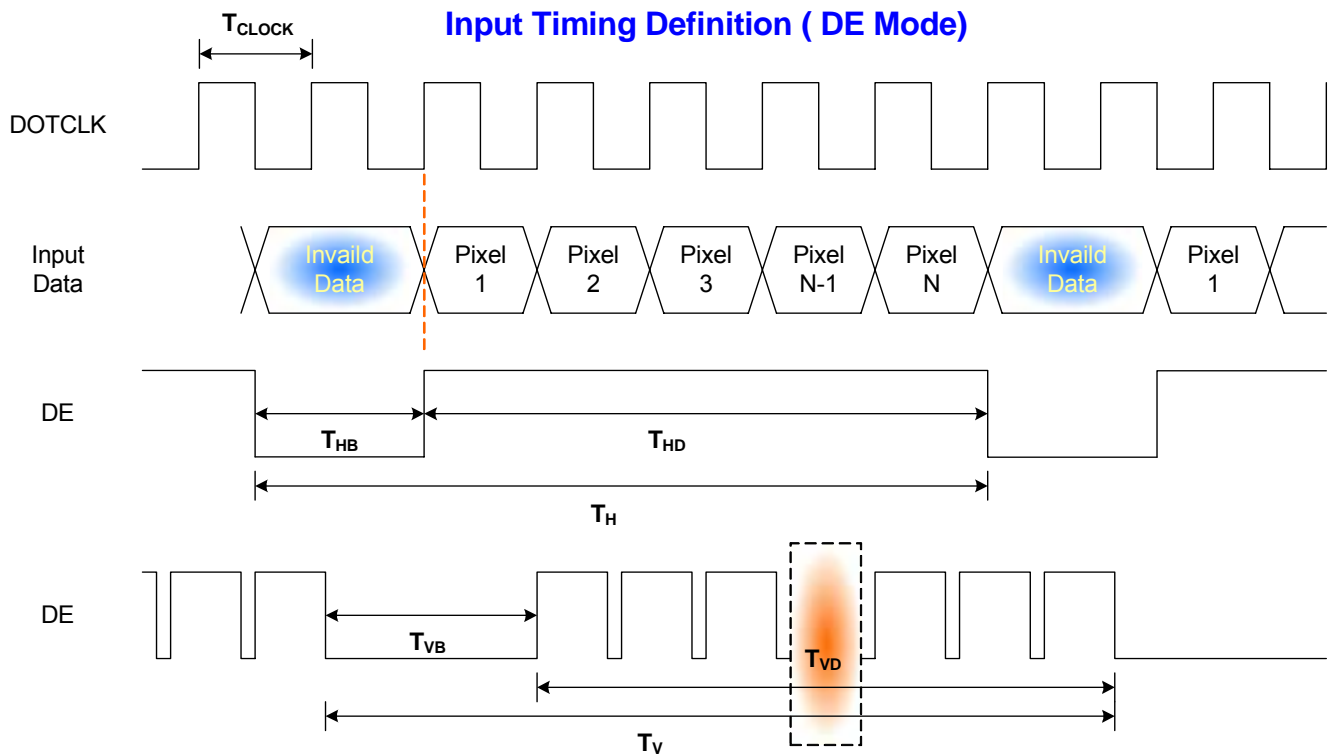 Input Timing Definition ( DE Mode)
TCLOCK
DOTCLK
Input
Data
Invaild
Data
Pixel
1
Pixel
2
Pixel
3
Pixel
N-1
Pixel
N
Invaild
Data
Pixel
1
DE
THB
THD
TH
DE
TVB
TVD
TV